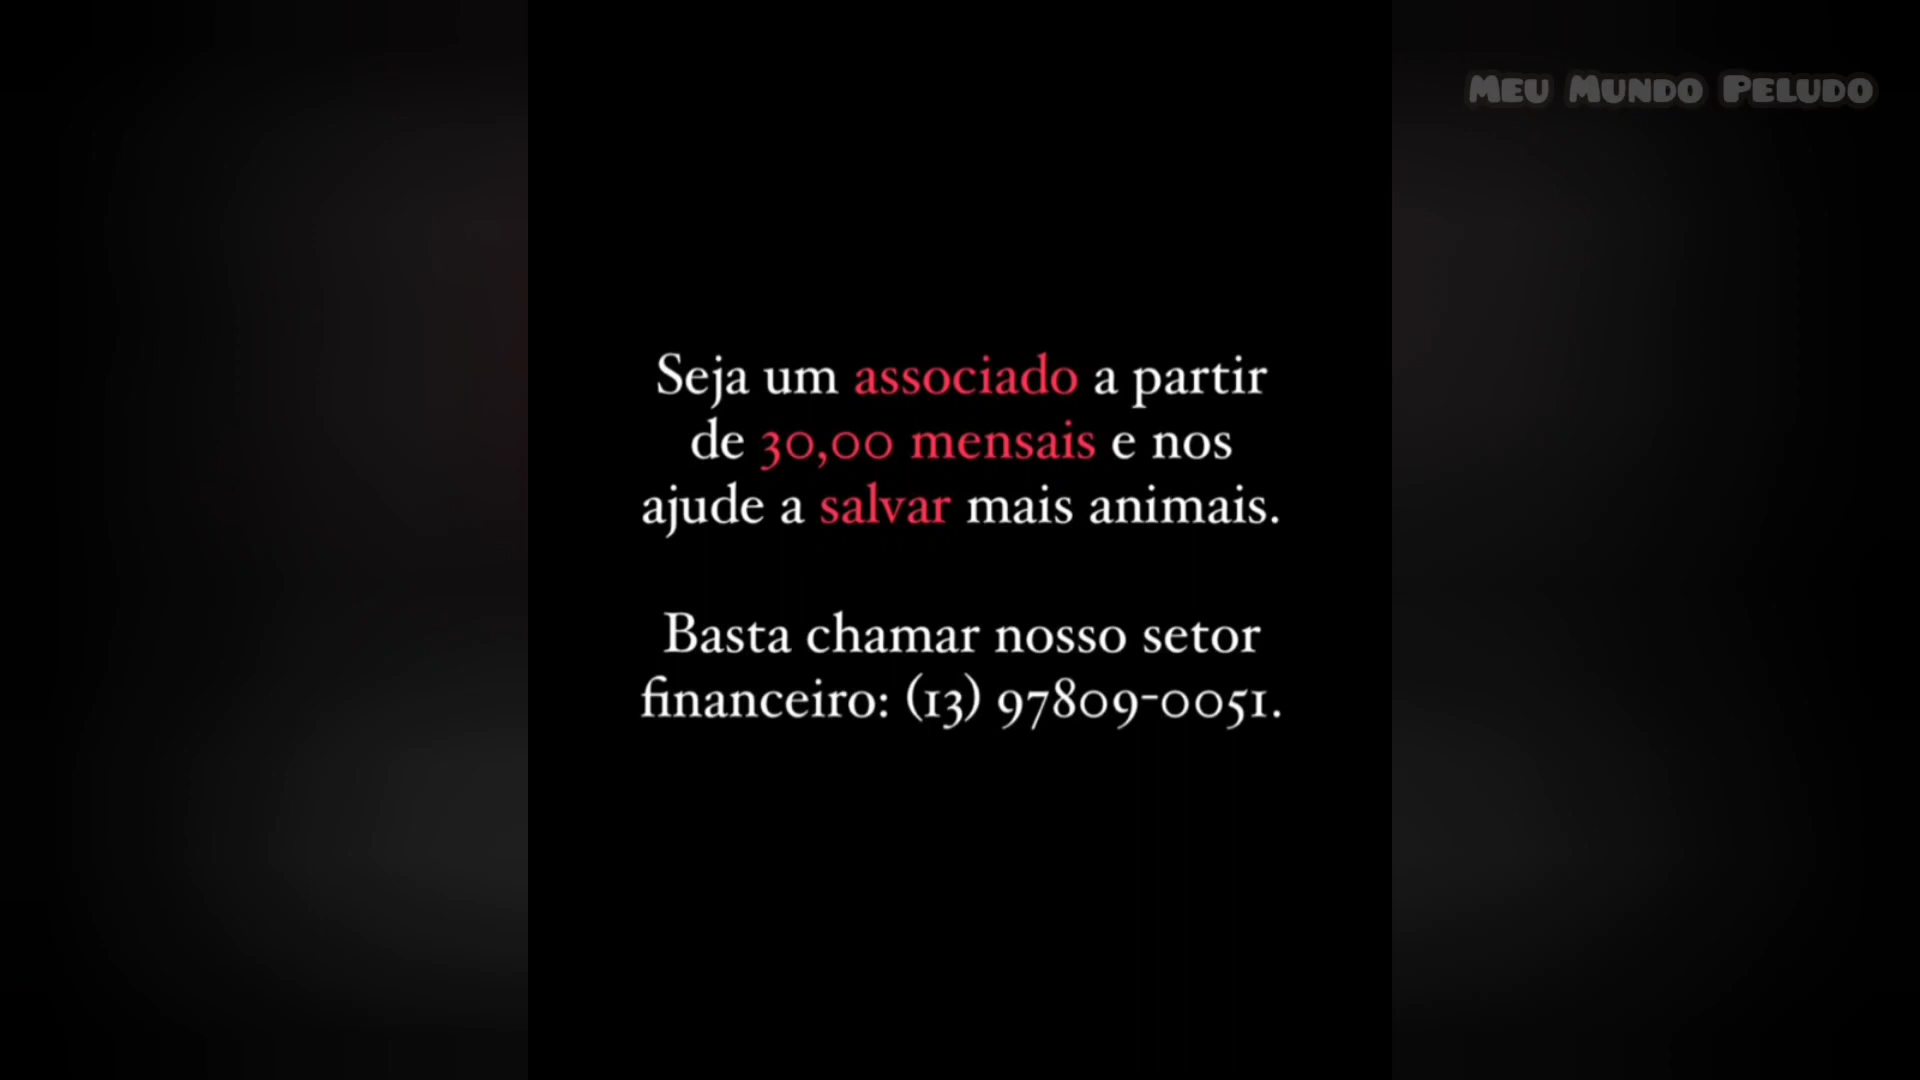 Meu Mundo Peludo
Seja um associado a partir
de 30,00 mensais e nos
ajude a salvar mais animais.
Basta chamar nosso setor
financeiro: (13) 97809-0051.